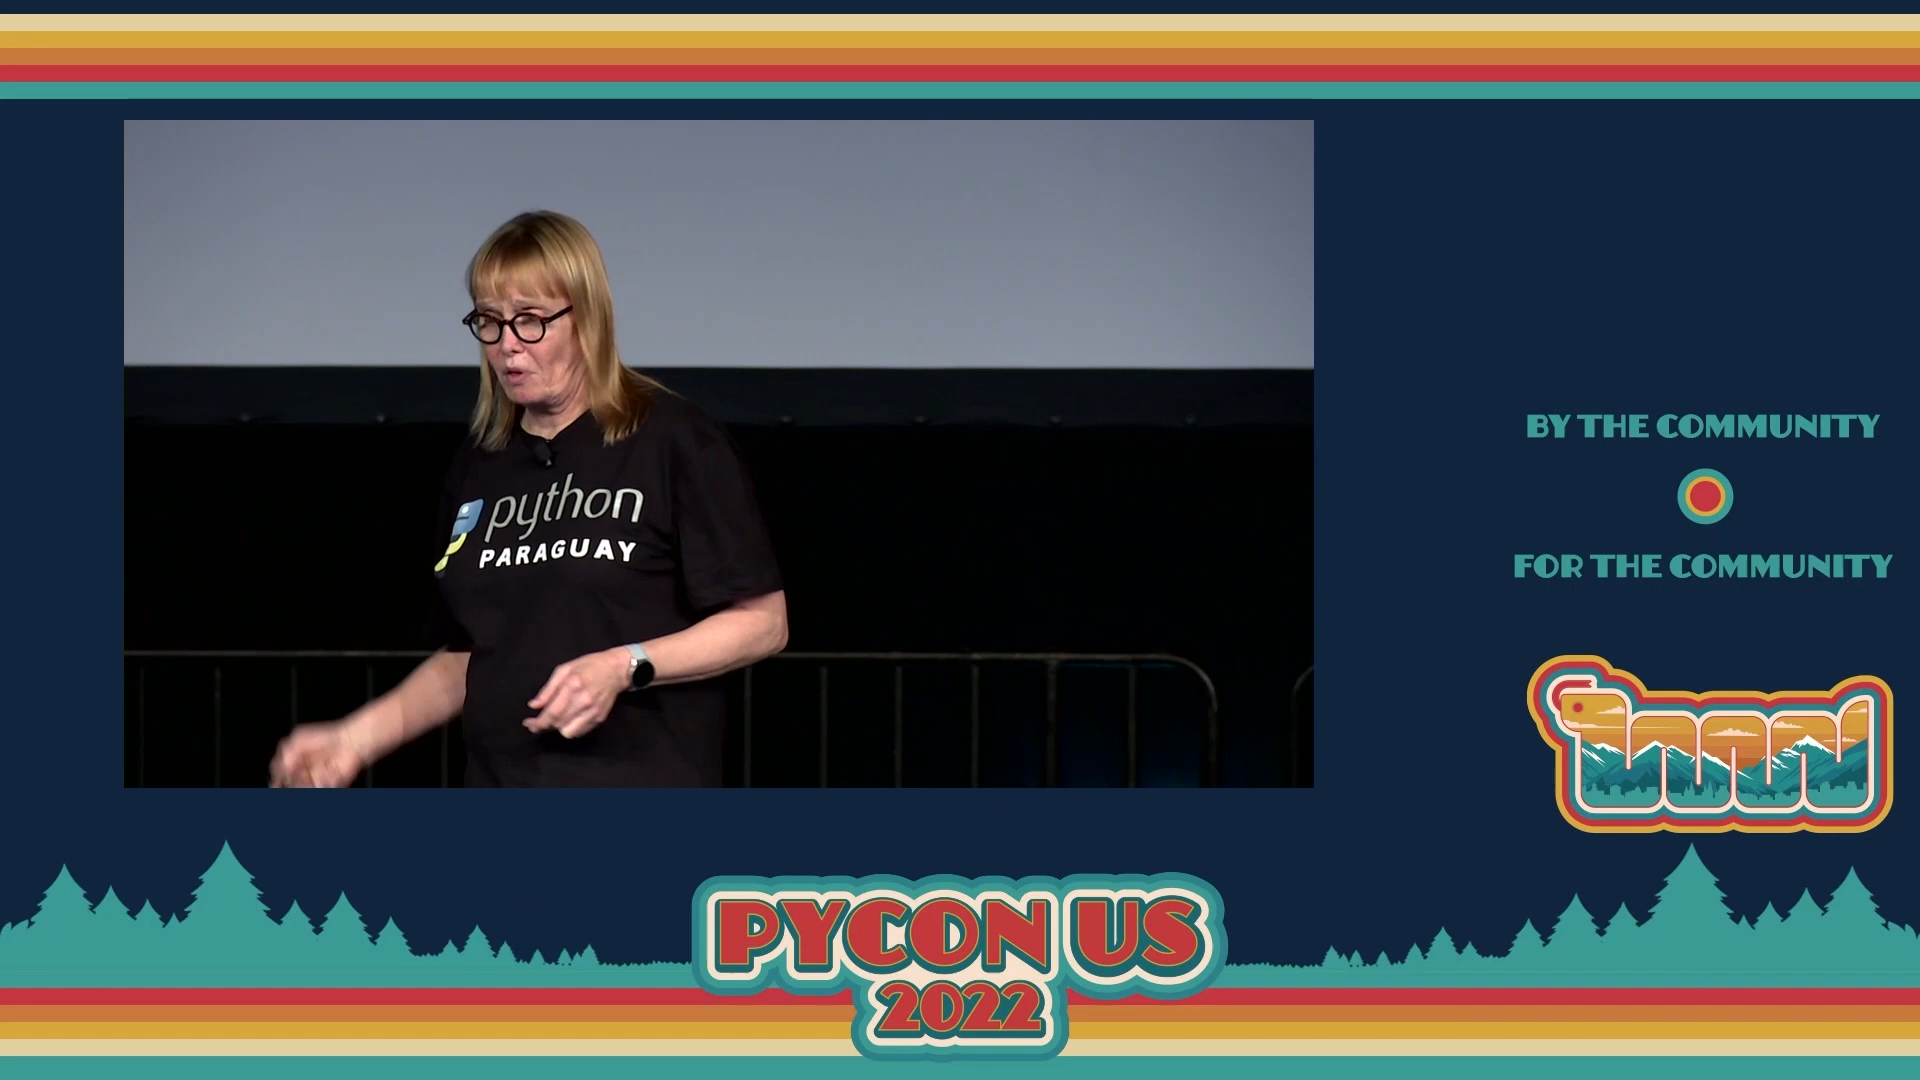 python
PARAGUAY
BY THE COMMUNITY
FOR THE COMMUNITY
PYCON US
2022